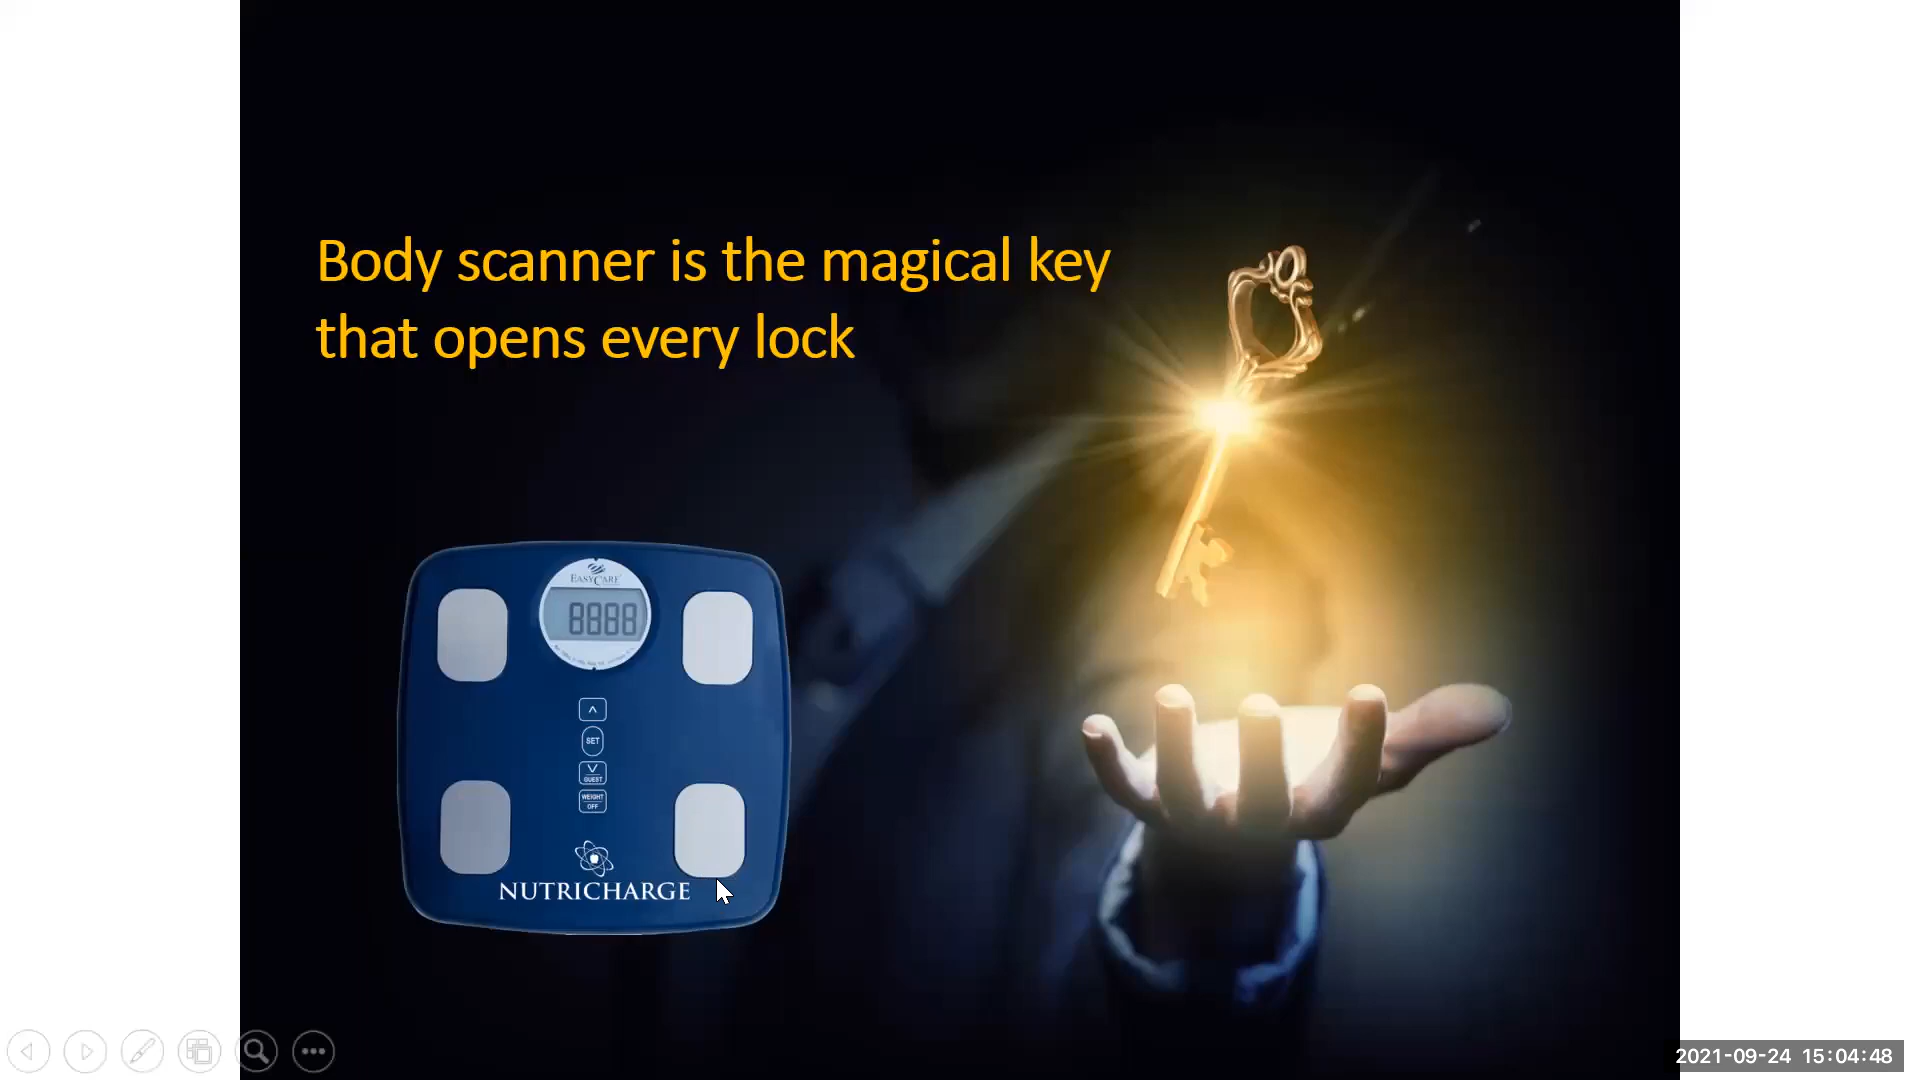 Body scanner is the magical key
that opens every lock
EASYCARE
8888
SET
GUEST
WEIGHT
OFF
NUTRICHARGE
2021-09-24 15:04:48